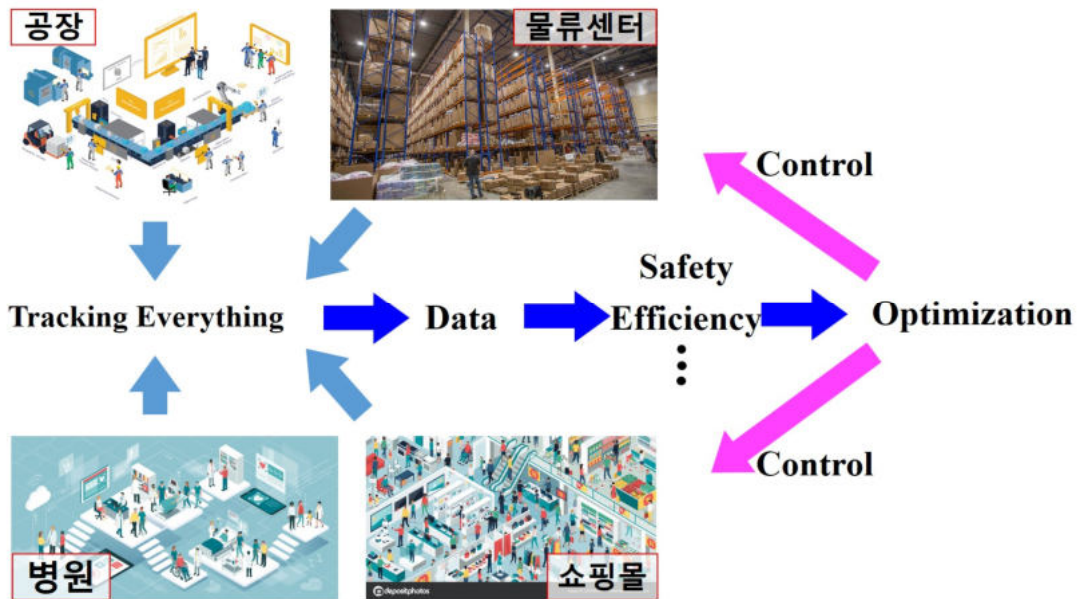 공장
물류센터
Control
Safety
Tracking Everything
Data
Efficiency
Optimization
Control
병원
쇼핑몰
depositphotos